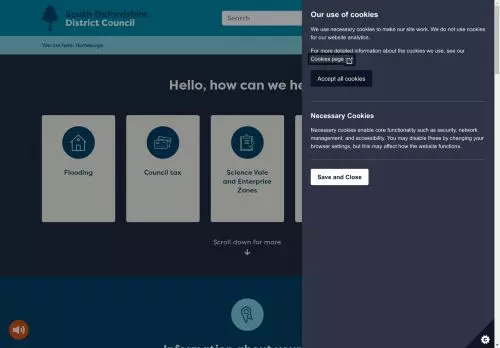 South Oxfordshire
District Council
Search
You are here: Homepage
Hello, how can we he
Flooding
Council tax
Science Vale
and Enterprise
Zones
Scroll down for more
Our use of cookies
We use necessary cookies to make our site work. We do not use cookies
for our website analytics.
For more detailed information about the cookies we use, see our
Cookies page
Accept all cookies
Necessary Cookies
Necessary cookies enable core functionality such as security, network
management, and accessibility. You may disable these by changing your
browser settings, but this may affect how the website functions.
Save and Close